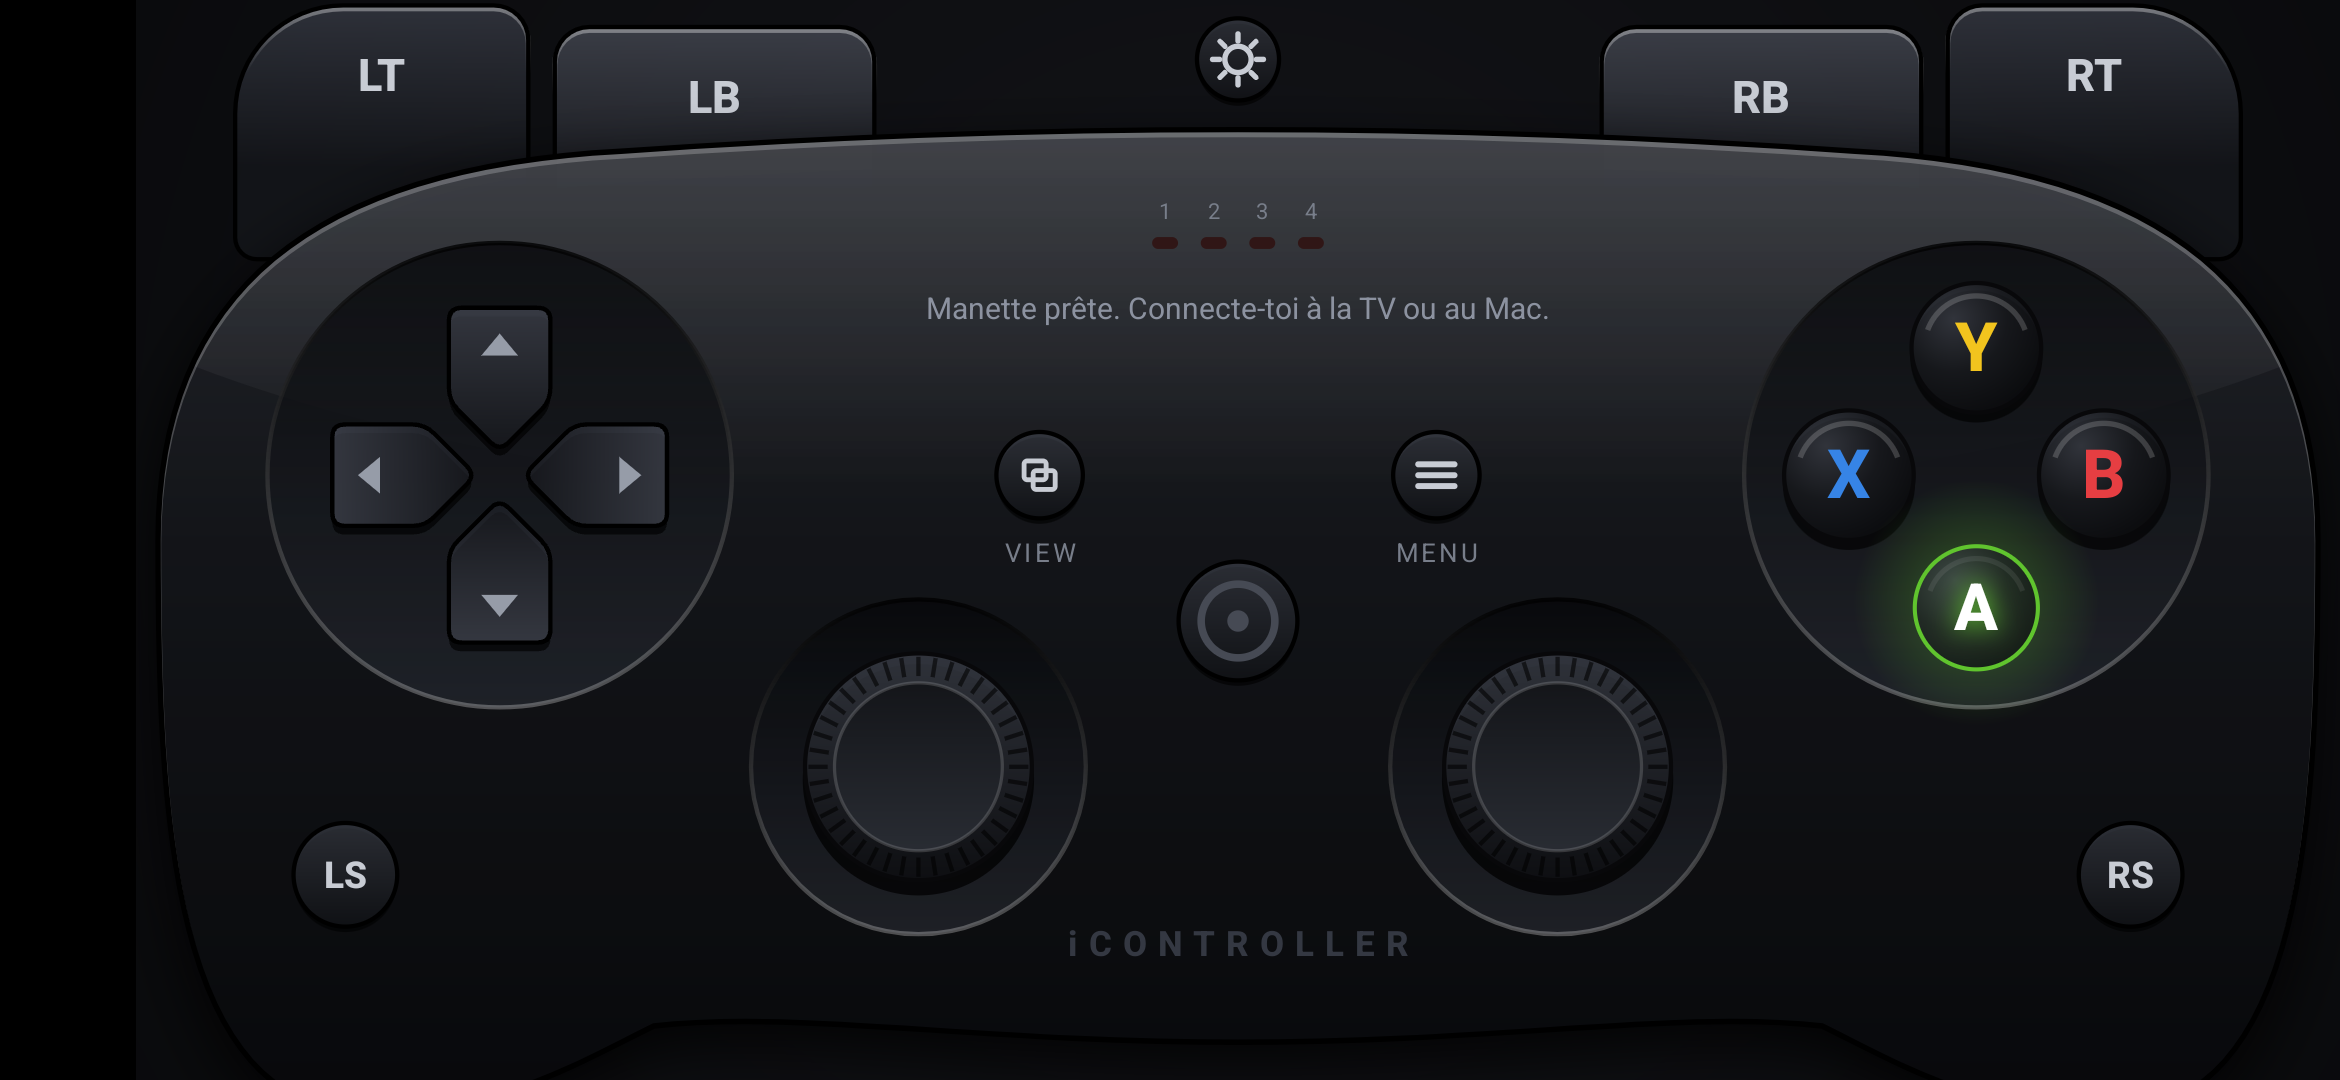 LT
LB
RB
RT
1 2 3 4
Manette prête. Connecte-toi à la TV ou au Mac.
Y
X
B
A
VIEW
MENU
LS
RS
iCONTROLLER